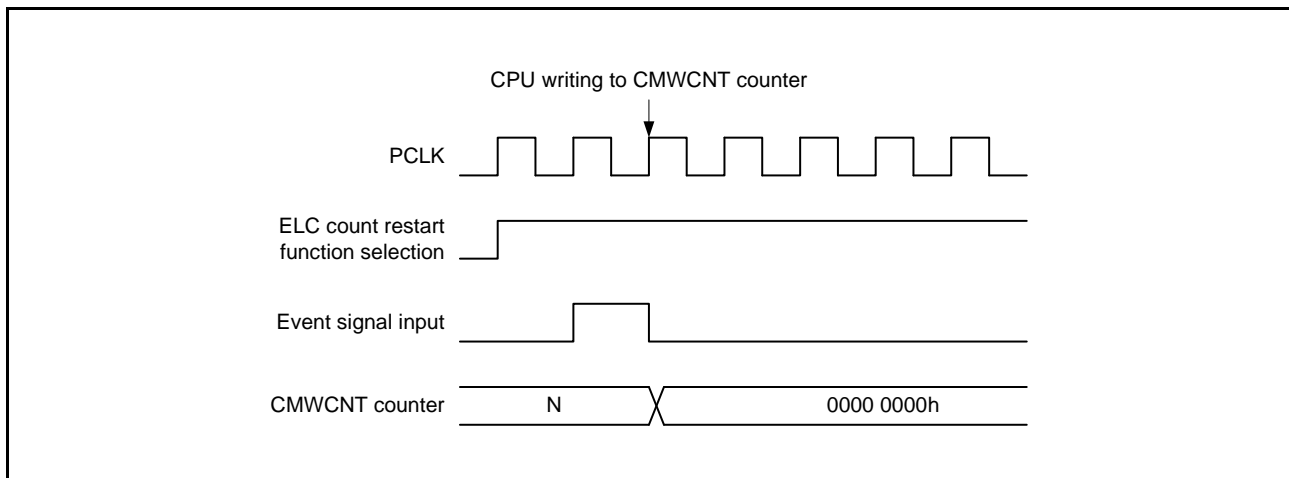 CPU writing to CMWCNT counter
PCLK
ELC count restart
function selection
Event signal input
CMWCNT counter
N
0000 0000h